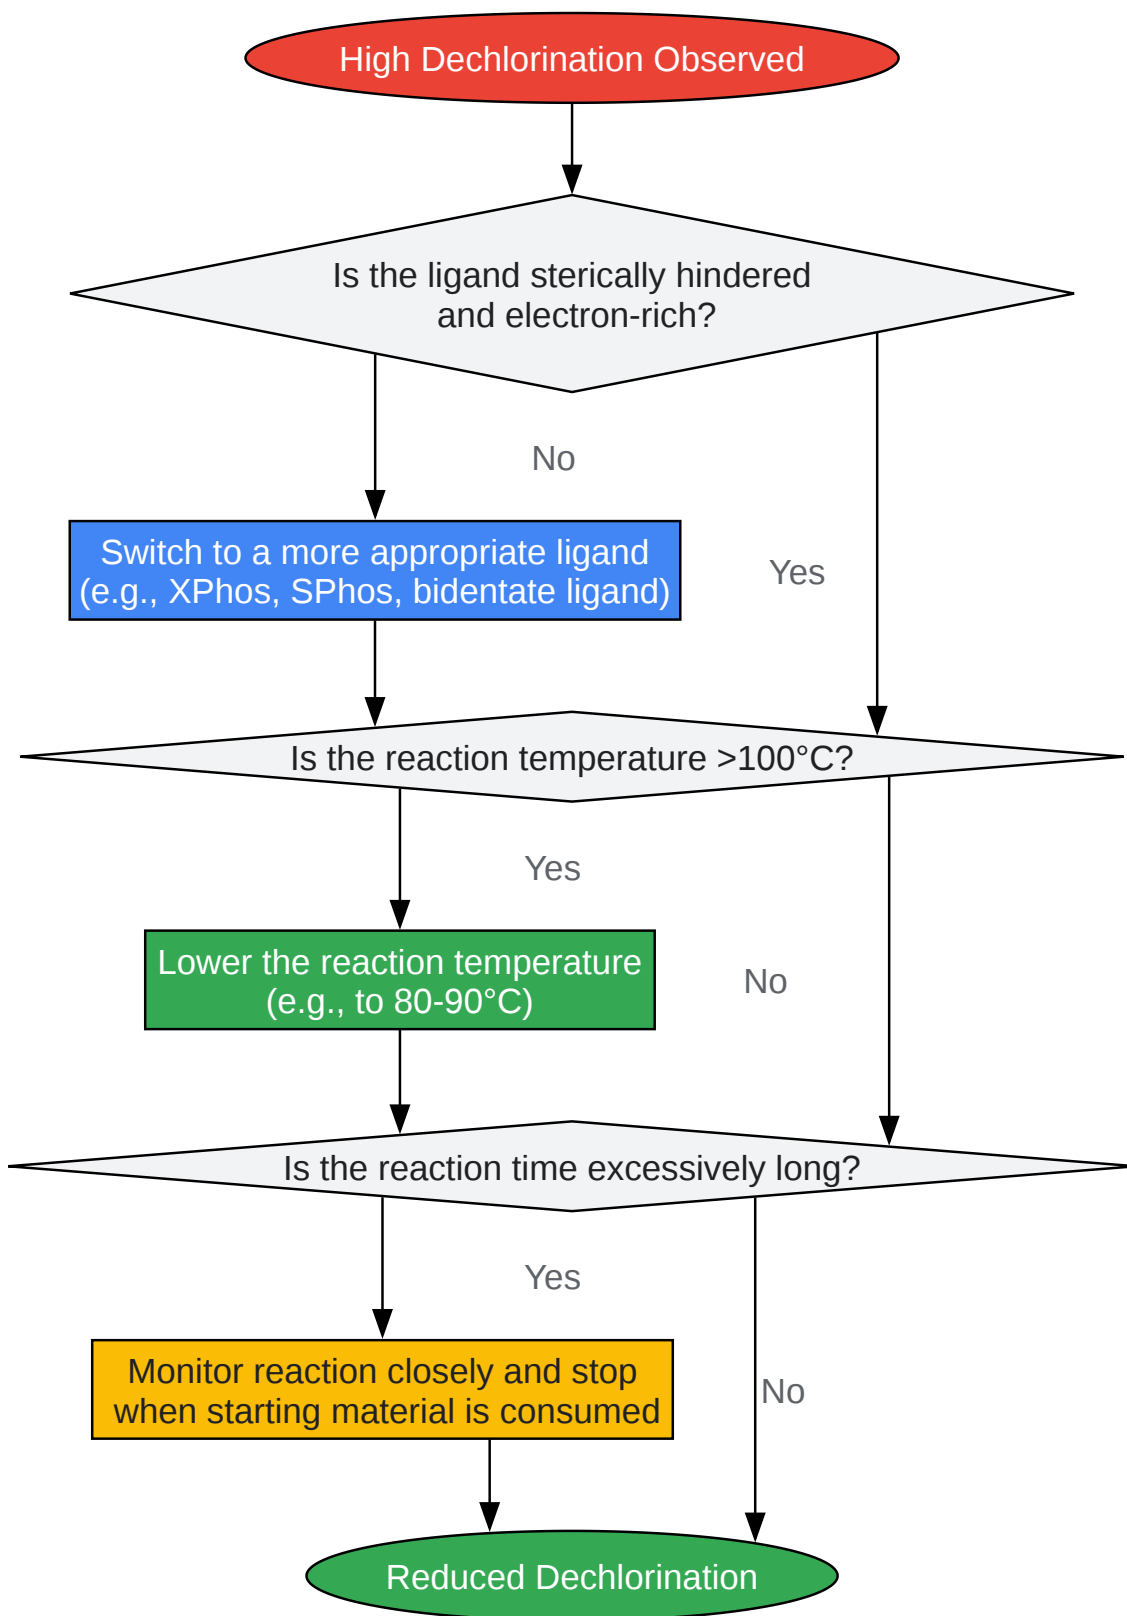 High Dechlorination Observed
Is the ligand sterically hindered
and electron-rich?
No
Switch to a more appropriate ligand
(e.g., XPhos, SPhos, bidentate ligand)
Yes
Is the reaction temperature >100°C?
Yes
Lower the reaction temperature
(e.g., to 80-90°C)
No
Is the reaction time excessively long?
Yes
Monitor reaction closely and stop
when starting material is consumed
No
Reduced Dechlorination